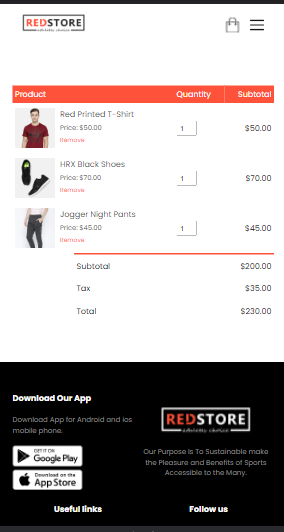 REDSTORE
Product Quantity Subtotal
Red Printed T-Shirt
Price: $50.00
Remove
1
$50.00
HRX Black Shoes
Price: $70.00
Remove
1
$70.00
Jogger Night Pants
Price: $45.00
Remove
1
$45.00
Subtotal $200.00
Tax $35.00
Total $230.00
Download Our App
Download App for Android and ios
mobile phone.
GET IT ON
Google Play
Download on the
App Store
REDSTORE
Our Purpose Is To Sustainable make
the Pleasure and Benefits of Sports
Accessible to the Many.
Useful links
Follow us